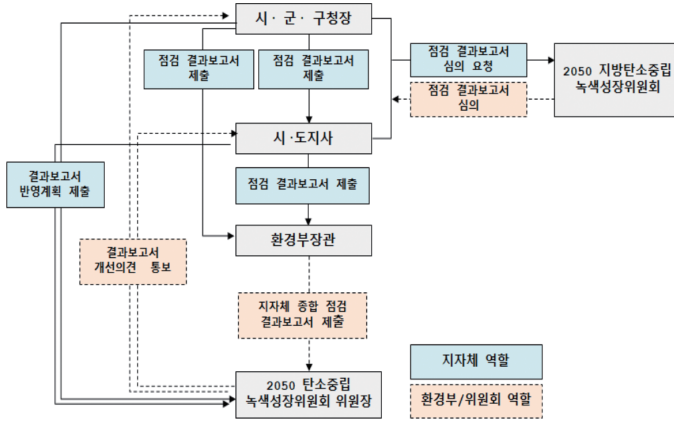 시· 군· 구청장
점검 결과보고서
제출
점검 결과보고서
제출
점검 결과보고서
심의 요청
점검 결과보고서
심의
2050 지방탄소중립
녹색성장위원회
시 ·도지사
결과보고서
반영계획 제출
점검 결과보고서 제출
환경부장관
결과보고서
개선의견 통보
지자체 종합 점검
결과보고서 제출
2050 탄소중립
녹색성장위원회 위원장
지자체 역할
환경부/위원회 역할